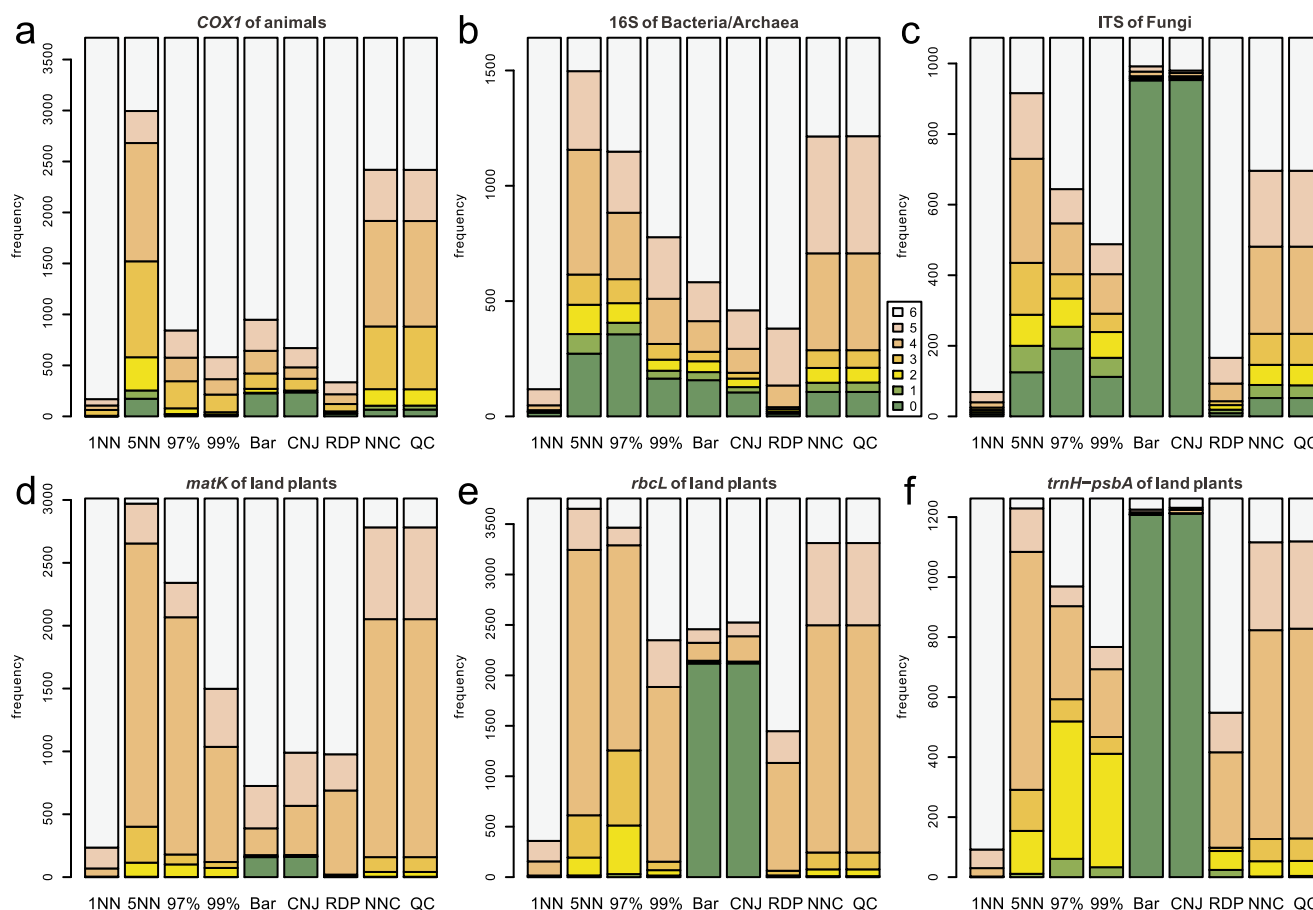 a
COX1 of animals
frequency
0 500 1000 1500 2000 2500 3000 3500
1NN 5NN 97% 99% Bar CNJ RDP NNC QC
b
16S of Bacteria/Archaea
frequency
0 500 1000 1500
1NN 5NN 97% 99% Bar CNJ RDP NNC QC
6
5
4
3
2
1
0
c
ITS of Fungi
frequency
0 200 400 600 800 1000
1NN 5NN 97% 99% Bar CNJ RDP NNC QC
d
matK of land plants
frequency
0 500 1000 1500 2000 2500 3000
1NN 5NN 97% 99% Bar CNJ RDP NNC QC
e
rbcL of land plants
frequency
0 500 1000 1500 2000 2500 3000 3500
1NN 5NN 97% 99% Bar CNJ RDP NNC QC
f
trnH−psbA of land plants
frequency
0 200 400 600 800 1000 1200
1NN 5NN 97% 99% Bar CNJ RDP NNC QC